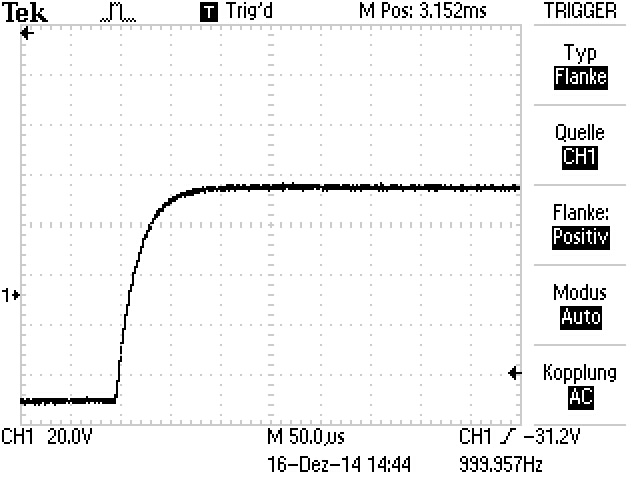 Tek T Trig'd M Pos: 3.152ms TRIGGER
Typ
Flanke
Quelle
CH1
Flanke:
Positiv
1
Modus
Auto
Kopplung
AC
CH1 20.0V M 50.0µs CH1 -31.2V
16-Dez-14 14:44 999.957Hz